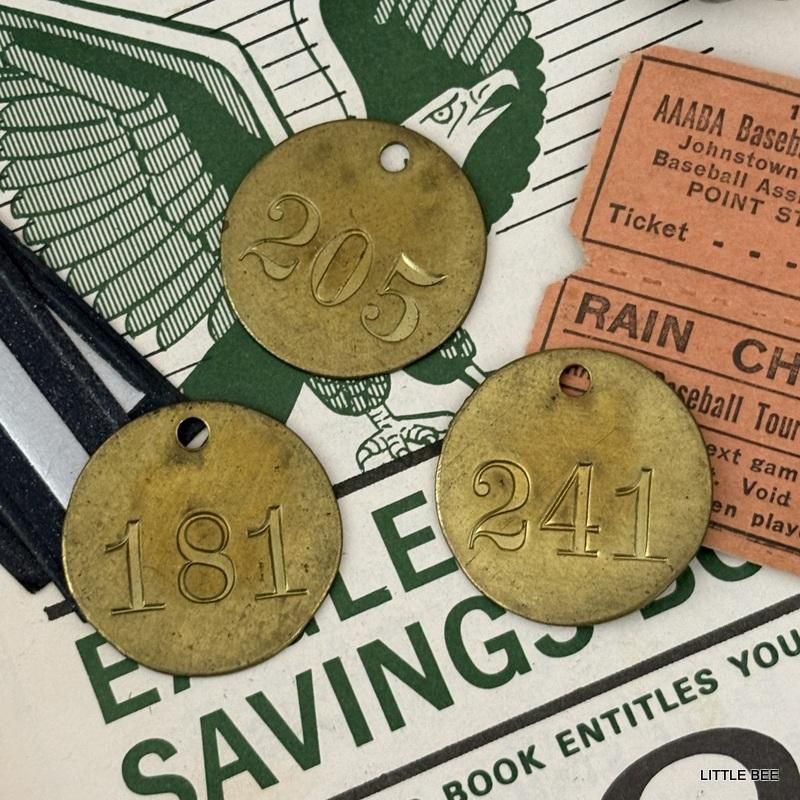 205
181
241
AAABA Baseb
Johnstown
Baseball Ass
POINT ST
Ticket - - - -
RAIN CH
Baseball Tour
ext gam
Void
en playe
SAVINGS
BOOK ENTITLES YOU
LITTLE BEE